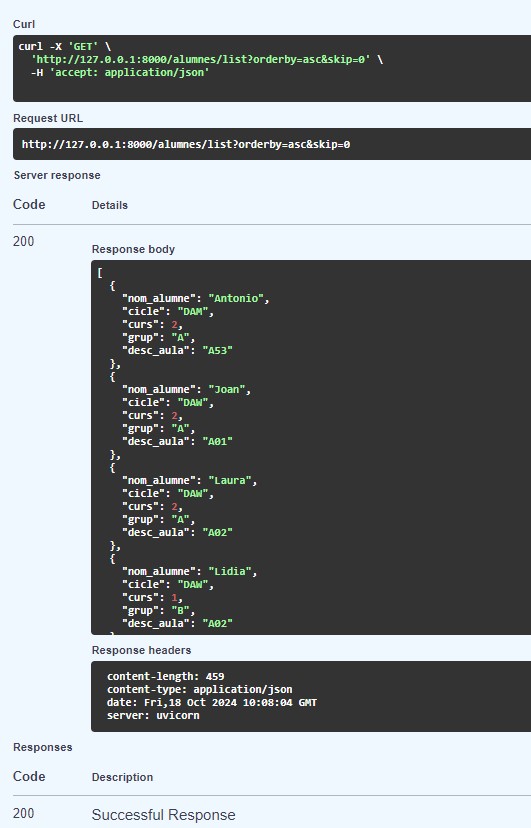 Curl
curl -X 'GET' \
  'http://127.0.0.1:8000/alumnes/list?orderby=asc&skip=0' \
  -H 'accept: application/json'
Request URL
http://127.0.0.1:8000/alumnes/list?orderby=asc&skip=0
Server response
Code Details
200
Response body
[
  {
    "nom_alumne": "Antonio",
    "cicle": "DAM",
    "curs": 2,
    "grup": "A",
    "desc_aula": "A53"
  },
  {
    "nom_alumne": "Joan",
    "cicle": "DAW",
    "curs": 2,
    "grup": "A",
    "desc_aula": "A01"
  },
  {
    "nom_alumne": "Laura",
    "cicle": "DAW",
    "curs": 2,
    "grup": "A",
    "desc_aula": "A02"
  },
  {
    "nom_alumne": "Lidia",
    "cicle": "DAW",
    "curs": 1,
    "grup": "B",
    "desc_aula": "A02"
  }
Response headers
content-length: 459
content-type: application/json
date: Fri,18 Oct 2024 10:08:04 GMT
server: uvicorn
Responses
Code Description
200 Successful Response